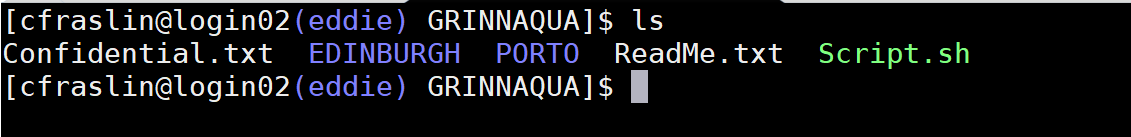 [cfraslin@login02(eddie) GRINNAQUA]$ ls
Confidential.txt  EDINBURGH  PORTO  ReadMe.txt  Script.sh
[cfraslin@login02(eddie) GRINNAQUA]$